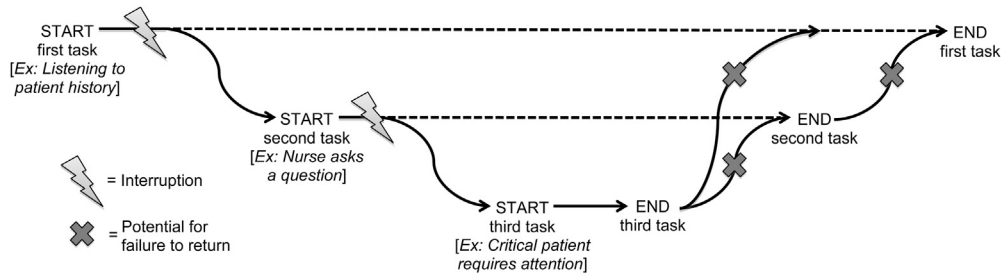 START
first task
[Ex: Listening to
patient history]
END
first task
START
second task
[Ex: Nurse asks
a question]
END
second task
START
third task
[Ex: Critical patient
requires attention]
END
third task
= Interruption
= Potential for
failure to return